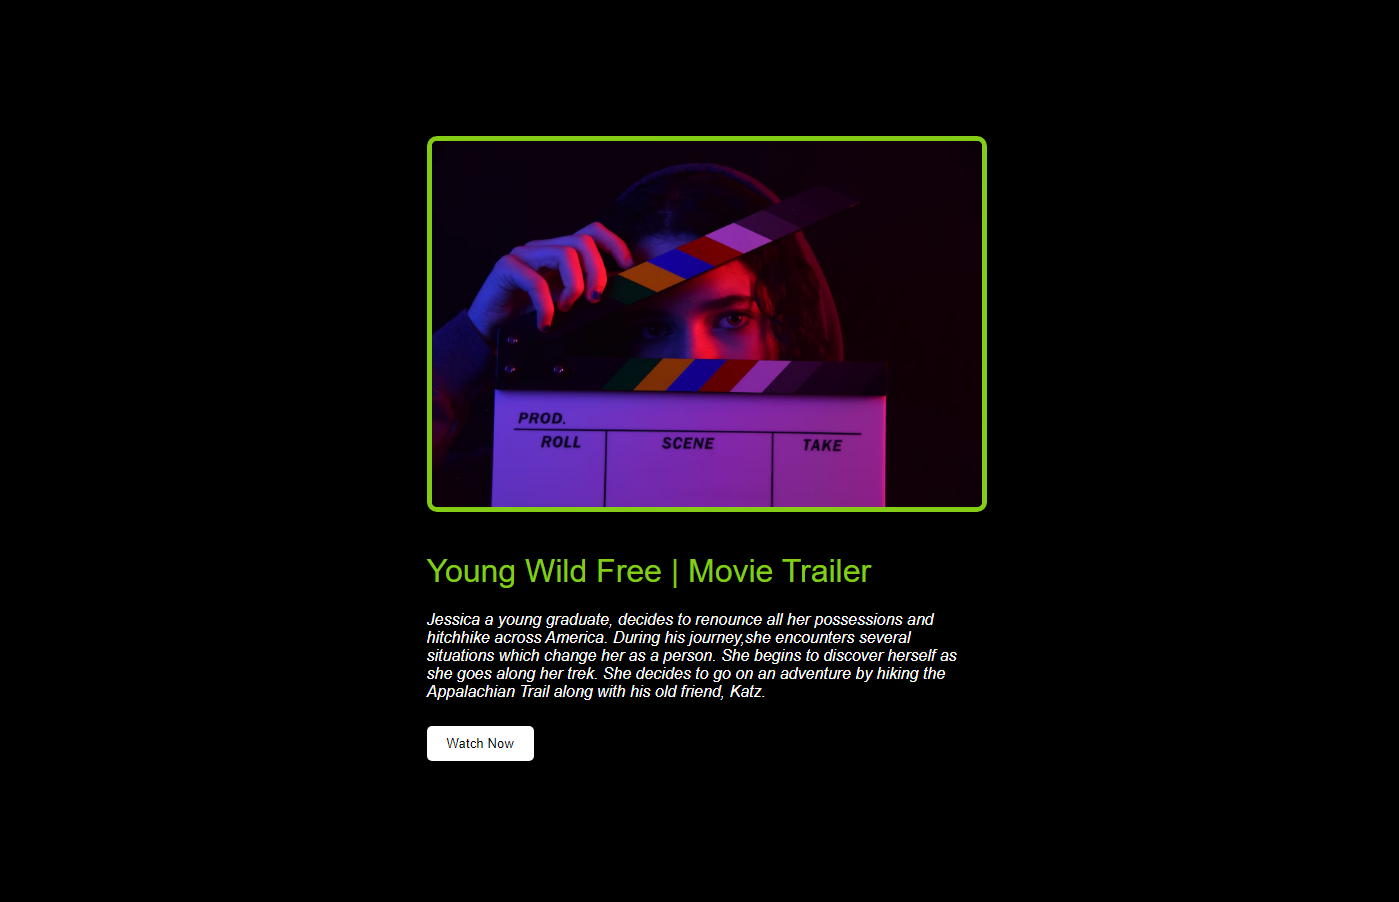 PROD.
ROLL SCENE TAKE
Young Wild Free | Movie Trailer
Jessica a young graduate, decides to renounce all her possessions and
hitchhike across America. During his journey,she encounters several
situations which change her as a person. She begins to discover herself as
she goes along her trek. She decides to go on an adventure by hiking the
Appalachian Trail along with his old friend, Katz.
Watch Now